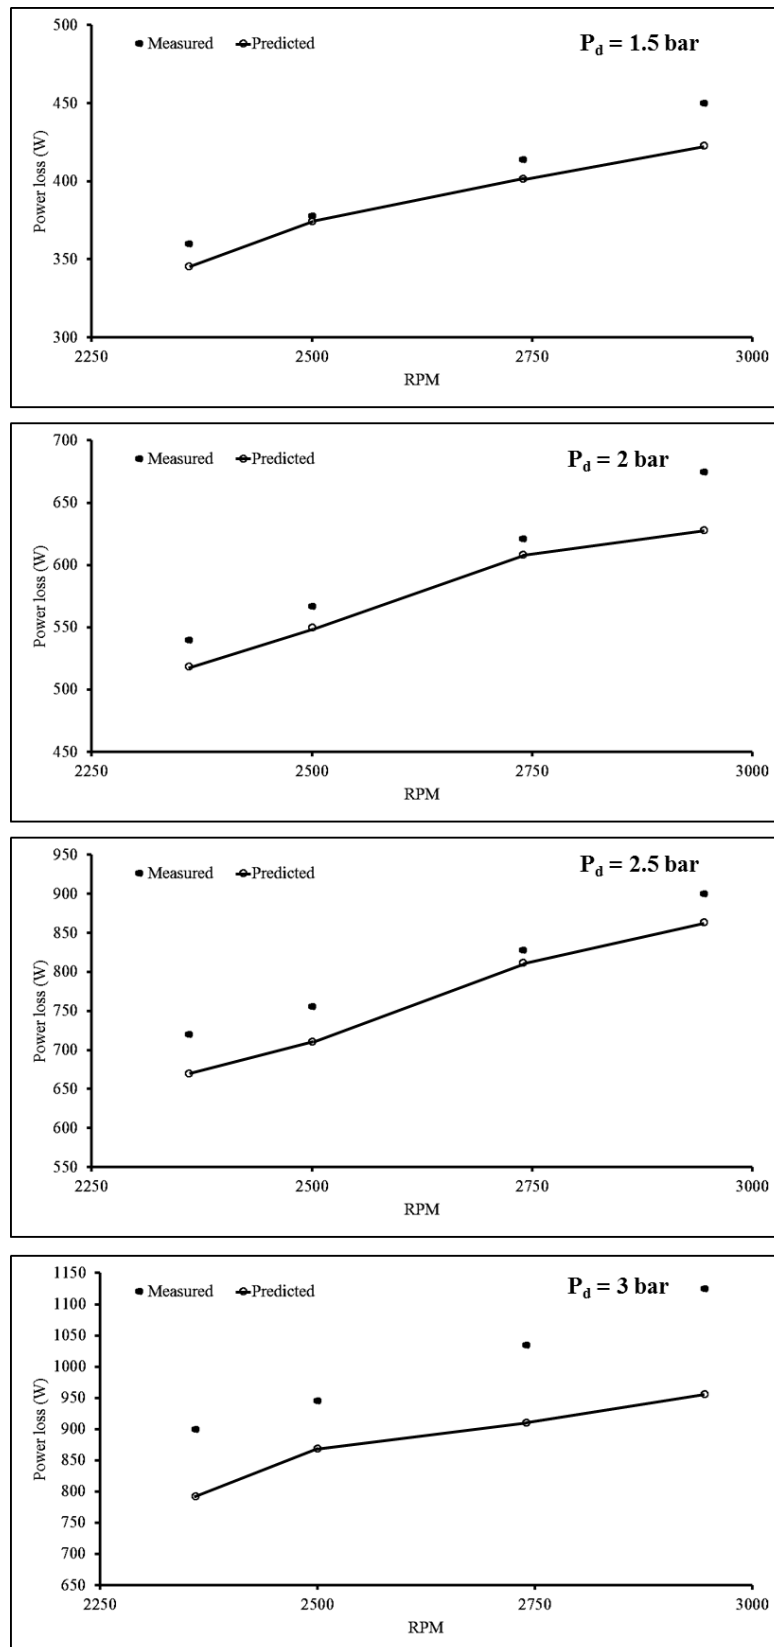 500
Measured Predicted P_d = 1.5 bar
450
400
350
300
Power loss (W)
2250 2500 2750 3000
RPM
700
Measured Predicted P_d = 2 bar
650
600
550
500
450
Power loss (W)
2250 2500 2750 3000
RPM
950
Measured Predicted P_d = 2.5 bar
900
850
800
750
700
650
600
550
Power loss (W)
2250 2500 2750 3000
RPM
1150
Measured Predicted P_d = 3 bar
1100
1050
1000
950
900
850
800
750
700
650
Power loss (W)
2250 2500 2750 3000
RPM